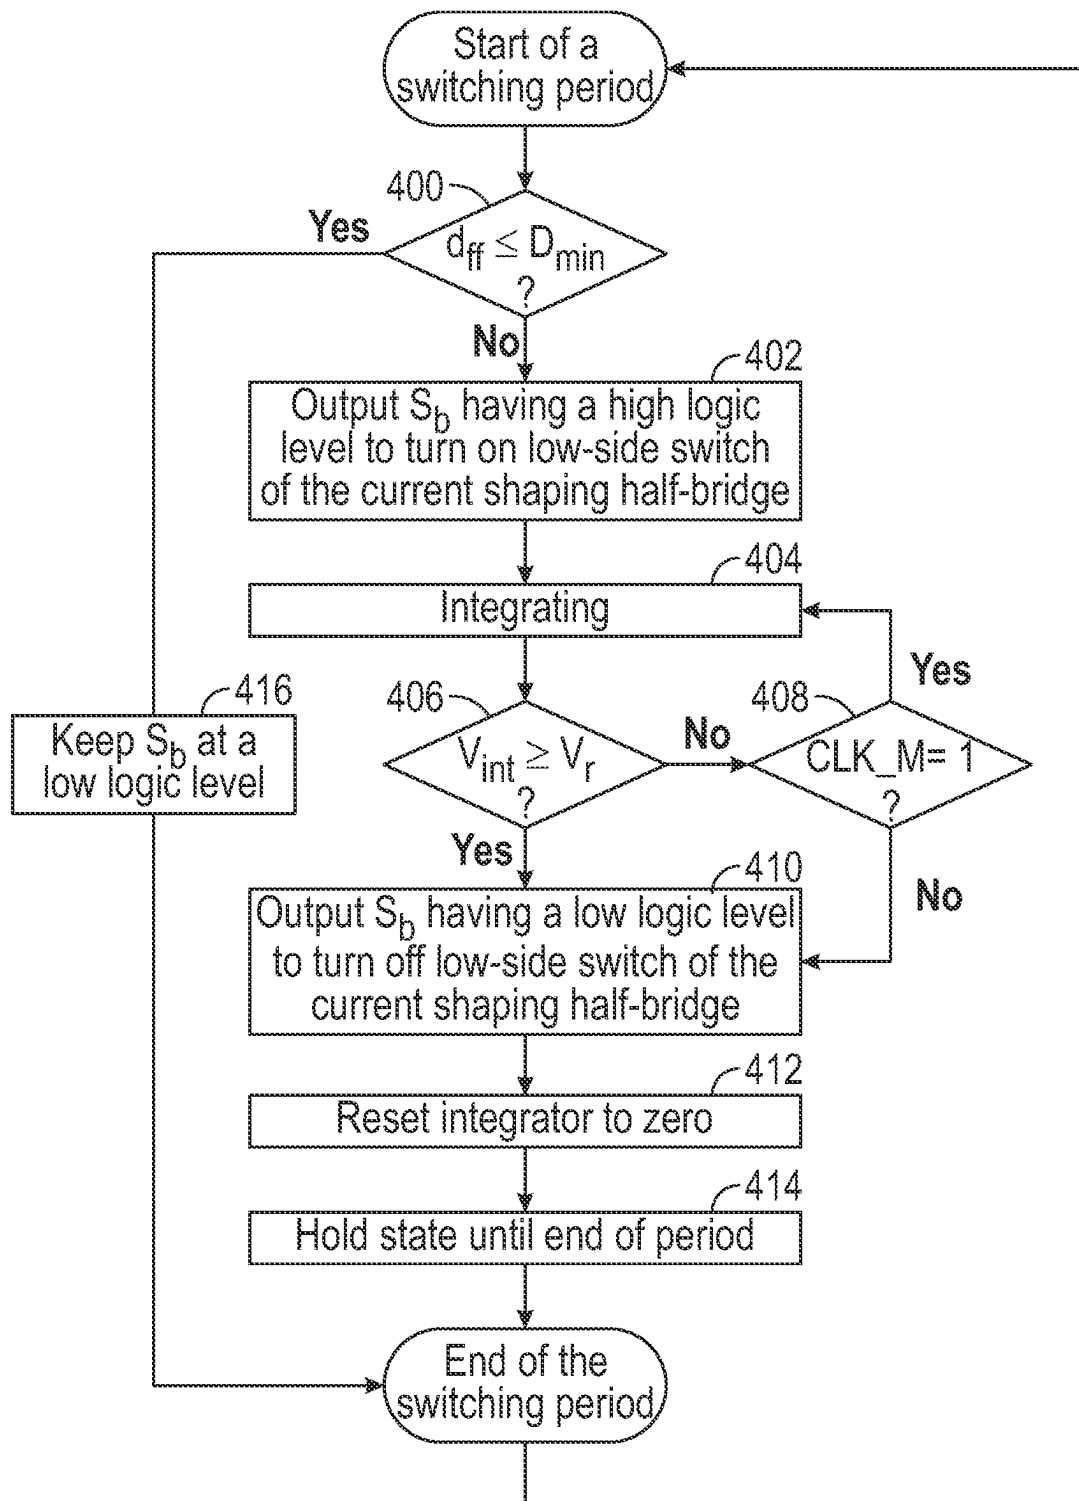 Start of a
switching period
400
Yes
d_ff ≤ D_min
?
No
402
Output S_b having a high logic
level to turn on low-side switch
of the current shaping half-bridge
404
Integrating
Yes
416
Keep S_b at a
low logic level
406
V_int ≥ V_r
?
No
408
CLK_M= 1
?
Yes
No
410
Output S_b having a low logic level
to turn off low-side switch of the
current shaping half-bridge
412
Reset integrator to zero
414
Hold state until end of period
End of the
switching period